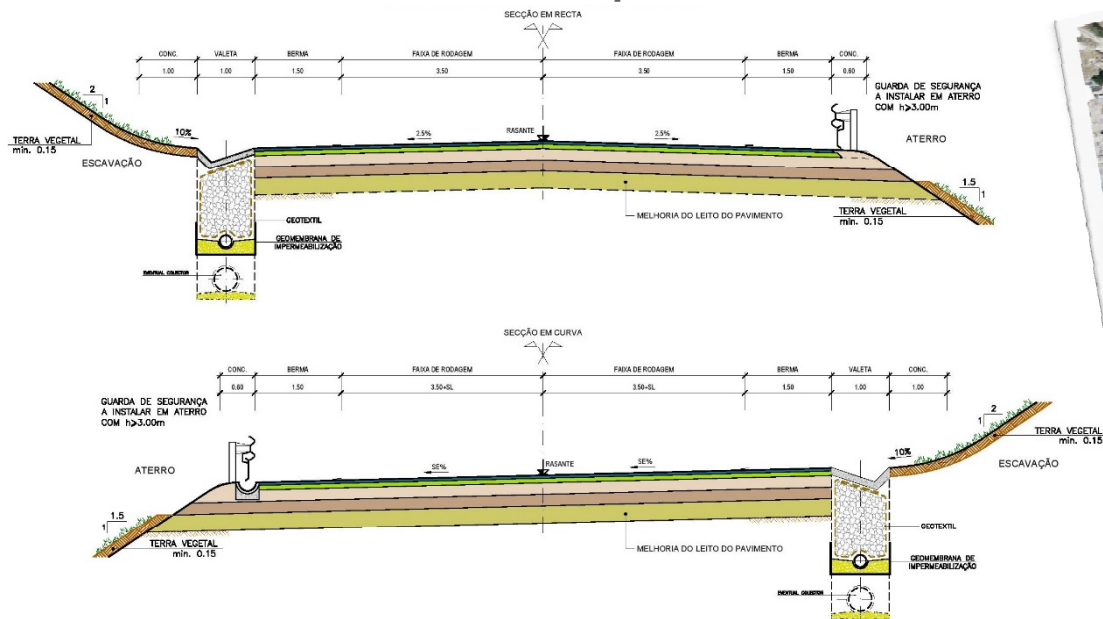 SECÇÃO EM RECTA
CONC. VALETA BERMA FAIXA DE RODAGEM FAIXA DE RODAGEM BERMA CONC.
1.00 1.00 1.50 3.50 3.50 1.50 0.60
GUARDA DE SEGURANÇA
A INSTALAR EM ATERRO
COM h>3.00m
2
1
10%
2.5%
RASANTE
2.5%
ATERRO
TERRA VEGETAL
min. 0.15
ESCAVAÇÃO
1.5
1
MELHORIA DO LEITO DO PAVIMENTO
TERRA VEGETAL
min. 0.15
GEOTEXTIL
GEOMEMBRANA DE
IMPERMEABILIZAÇÃO
EVENTUAL COLECTOR
SECÇÃO EM CURVA
CONC. BERMA FAIXA DE RODAGEM FAIXA DE RODAGEM BERMA VALETA CONC.
0.60 1.50 3.50+SL 3.50+SL 1.50 1.00 1.00
GUARDA DE SEGURANÇA
A INSTALAR EM ATERRO
COM h>3.00m
2
1
TERRA VEGETAL
min. 0.15
10%
ESCAVAÇÃO
ATERRO
SE%
RASANTE
SE%
1.5
1
TERRA VEGETAL
min. 0.15
MELHORIA DO LEITO DO PAVIMENTO
GEOTEXTIL
GEOMEMBRANA DE
IMPERMEABILIZAÇÃO
EVENTUAL COLECTOR